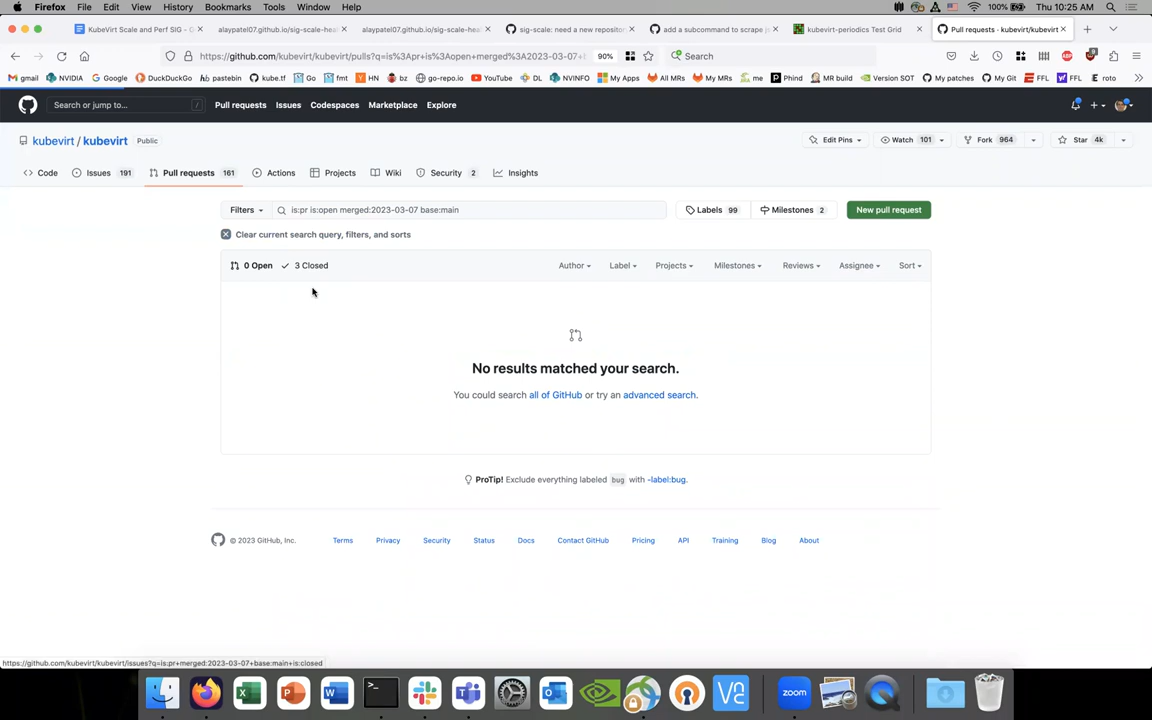 Firefox File Edit View History Bookmarks Tools Window Help 100% Thu 10:25 AM
KubeVirt Scale and Perf SIG - G alaypatel07.github.io/sig-scale-hea alaypatel07.github.io/sig-scale-hea sig-scale: need a new repositor add a subcommand to scrape js kubevirt-periodics Test Grid Pull requests · kubevirt/kubevirt
https://github.com/kubevirt/kubevirt/pulls?q=is%3Apr+is%3Aopen+merged%3A2023-03-07+ 90% Search
gmail NVIDIA Google DuckDuckGo pastebin kube.tf Go fmt HN bz go-repo.io YouTube DL NVINFO My Apps All MRs My MRs me Phind MR build Version SOT My patches My Git FFL FFL roto
Search or jump to... / Pull requests Issues Codespaces Marketplace Explore
kubevirt / kubevirt Public Edit Pins Watch 101 Fork 964 Star 4k
Code Issues 191 Pull requests 161 Actions Projects Wiki Security 2 Insights
Filters is:pr is:open merged:2023-03-07 base:main Labels 99 Milestones 2 New pull request
Clear current search query, filters, and sorts
0 Open 3 Closed Author Label Projects Milestones Reviews Assignee Sort
No results matched your search.
You could search all of GitHub or try an advanced search.
ProTip! Exclude everything labeled bug with -label:bug.
© 2023 GitHub, Inc. Terms Privacy Security Status Docs Contact GitHub Pricing API Training Blog About
https://github.com/kubevirt/kubevirt/issues?q=is:pr+merged:2023-03-07+base:main+is:closed
zoom